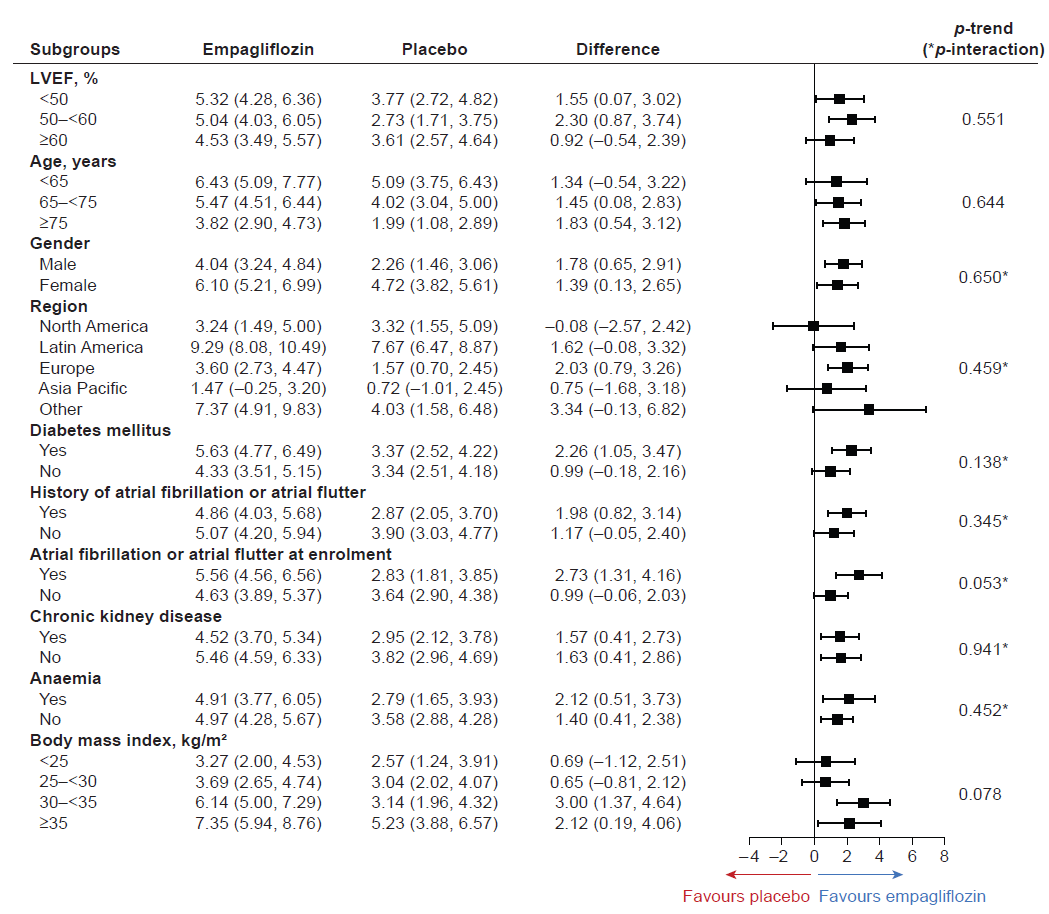 p-trend
Subgroups Empagliflozin Placebo Difference (*p-interaction)
LVEF, %
<50 5.32 (4.28, 6.36) 3.77 (2.72, 4.82) 1.55 (0.07, 3.02)
50–<60 5.04 (4.03, 6.05) 2.73 (1.71, 3.75) 2.30 (0.87, 3.74) 0.551
≥60 4.53 (3.49, 5.57) 3.61 (2.57, 4.64) 0.92 (–0.54, 2.39)
Age, years
<65 6.43 (5.09, 7.77) 5.09 (3.75, 6.43) 1.34 (–0.54, 3.22)
65–<75 5.47 (4.51, 6.44) 4.02 (3.04, 5.00) 1.45 (0.08, 2.83) 0.644
≥75 3.82 (2.90, 4.73) 1.99 (1.08, 2.89) 1.83 (0.54, 3.12)
Gender
Male 4.04 (3.24, 4.84) 2.26 (1.46, 3.06) 1.78 (0.65, 2.91)
0.650*
Female 6.10 (5.21, 6.99) 4.72 (3.82, 5.61) 1.39 (0.13, 2.65)
Region
North America 3.24 (1.49, 5.00) 3.32 (1.55, 5.09) –0.08 (–2.57, 2.42)
Latin America 9.29 (8.08, 10.49) 7.67 (6.47, 8.87) 1.62 (–0.08, 3.32)
Europe 3.60 (2.73, 4.47) 1.57 (0.70, 2.45) 2.03 (0.79, 3.26) 0.459*
Asia Pacific 1.47 (–0.25, 3.20) 0.72 (–1.01, 2.45) 0.75 (–1.68, 3.18)
Other 7.37 (4.91, 9.83) 4.03 (1.58, 6.48) 3.34 (–0.13, 6.82)
Diabetes mellitus
Yes 5.63 (4.77, 6.49) 3.37 (2.52, 4.22) 2.26 (1.05, 3.47)
0.138*
No 4.33 (3.51, 5.15) 3.34 (2.51, 4.18) 0.99 (–0.18, 2.16)
History of atrial fibrillation or atrial flutter
Yes 4.86 (4.03, 5.68) 2.87 (2.05, 3.70) 1.98 (0.82, 3.14)
0.345*
No 5.07 (4.20, 5.94) 3.90 (3.03, 4.77) 1.17 (–0.05, 2.40)
Atrial fibrillation or atrial flutter at enrolment
Yes 5.56 (4.56, 6.56) 2.83 (1.81, 3.85) 2.73 (1.31, 4.16)
0.053*
No 4.63 (3.89, 5.37) 3.64 (2.90, 4.38) 0.99 (–0.06, 2.03)
Chronic kidney disease
Yes 4.52 (3.70, 5.34) 2.95 (2.12, 3.78) 1.57 (0.41, 2.73)
0.941*
No 5.46 (4.59, 6.33) 3.82 (2.96, 4.69) 1.63 (0.41, 2.86)
Anaemia
Yes 4.91 (3.77, 6.05) 2.79 (1.65, 3.93) 2.12 (0.51, 3.73)
0.452*
No 4.97 (4.28, 5.67) 3.58 (2.88, 4.28) 1.40 (0.41, 2.38)
Body mass index, kg/m²
<25 3.27 (2.00, 4.53) 2.57 (1.24, 3.91) 0.69 (–1.12, 2.51)
25–<30 3.69 (2.65, 4.74) 3.04 (2.02, 4.07) 0.65 (–0.81, 2.12)
0.078
30–<35 6.14 (5.00, 7.29) 3.14 (1.96, 4.32) 3.00 (1.37, 4.64)
≥35 7.35 (5.94, 8.76) 5.23 (3.88, 6.57) 2.12 (0.19, 4.06)
–4 –2 0 2 4 6 8
Favours placebo Favours empagliflozin